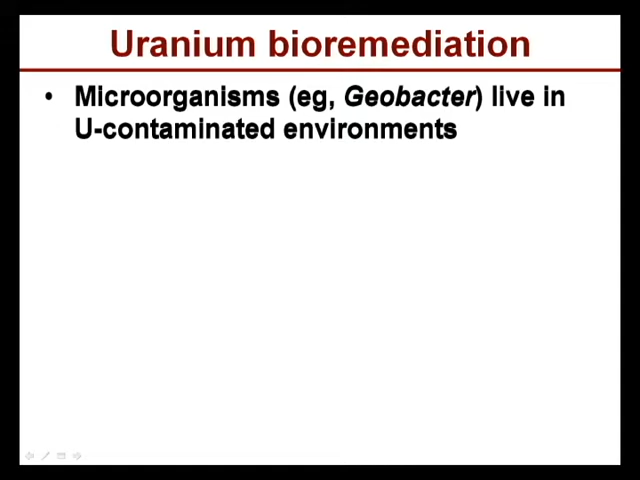 Uranium bioremediation
• Microorganisms (eg, Geobacter) live in
U-contaminated environments